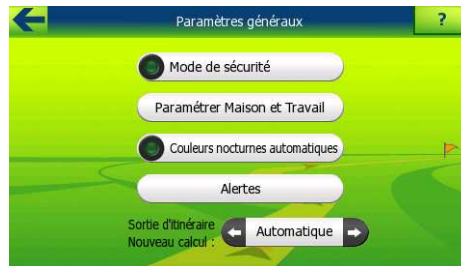 Paramètres généraux
?
Mode de sécurité
Paramétrer Maison et Travail
Couleurs nocturnes automatiques
Alertes
Sortie d'itinéraire
Nouveau calcul :
Automatique